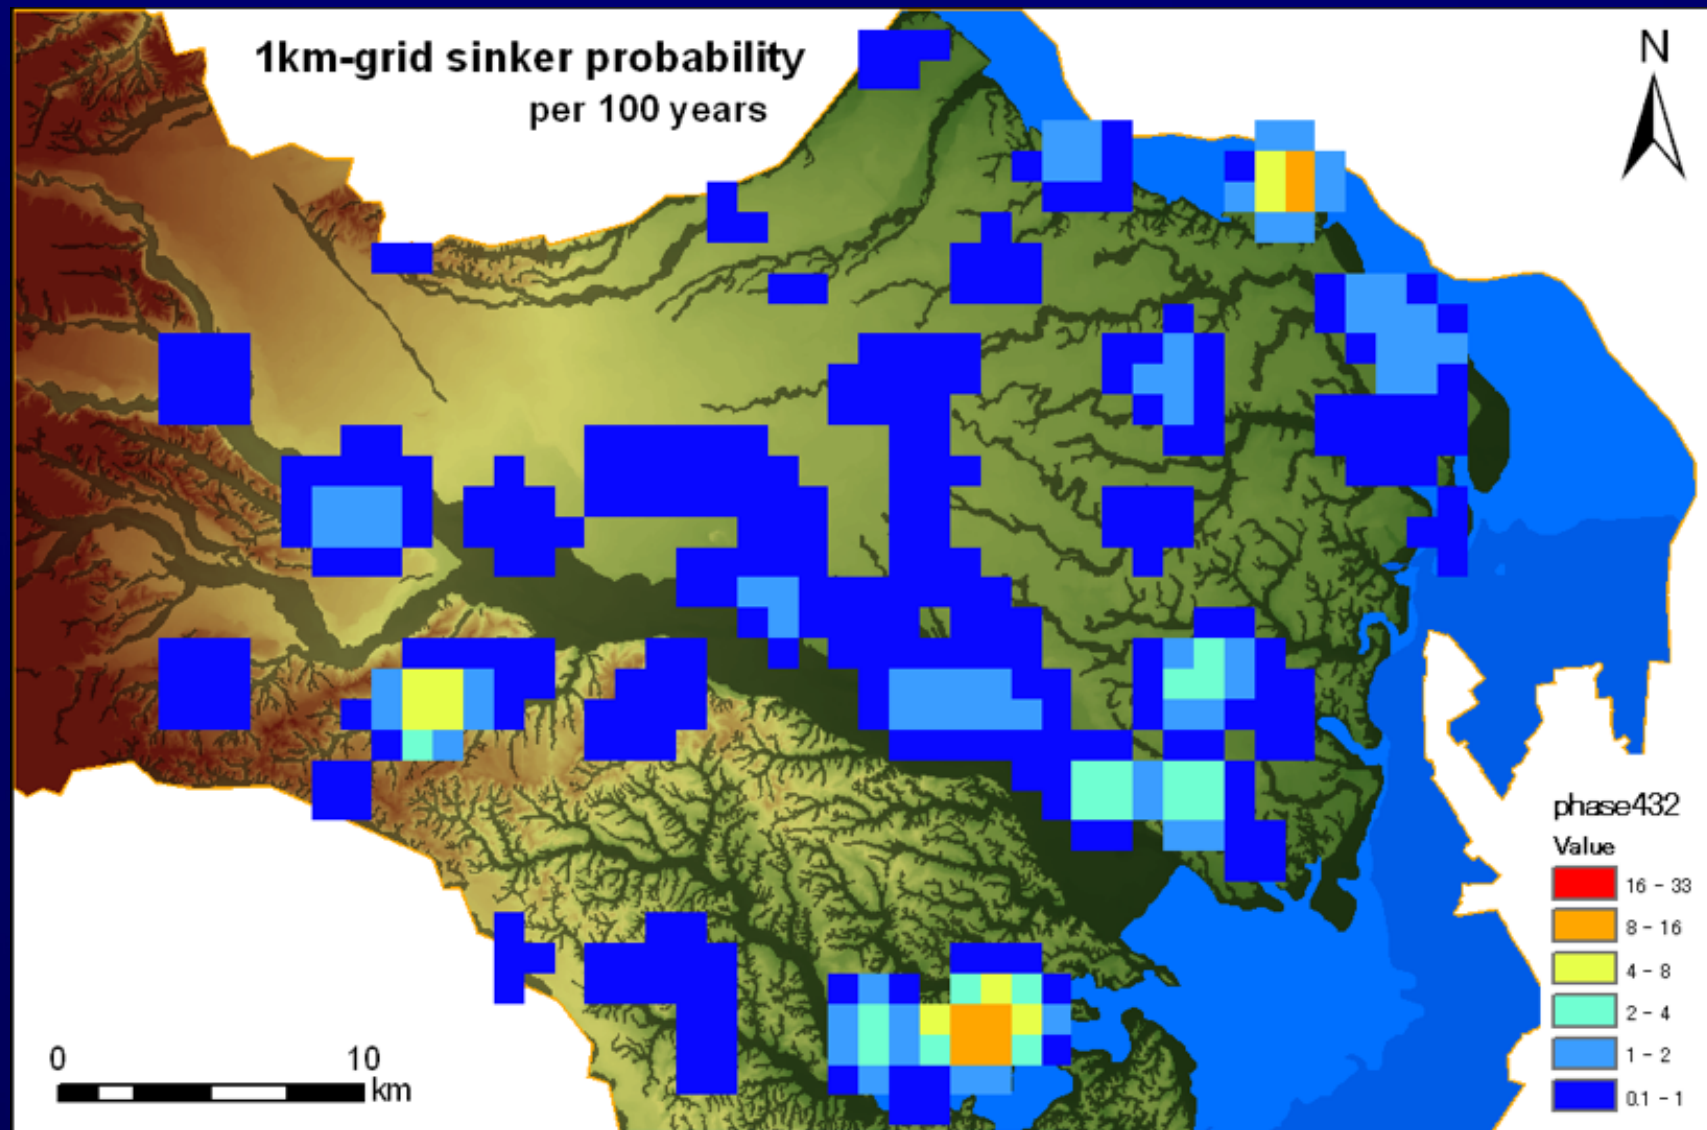 1km-grid sinker probability
per 100 years
N
phase432
Value
16 - 33
8 - 16
4 - 8
2 - 4
1 - 2
0.1 - 1
0 10
km